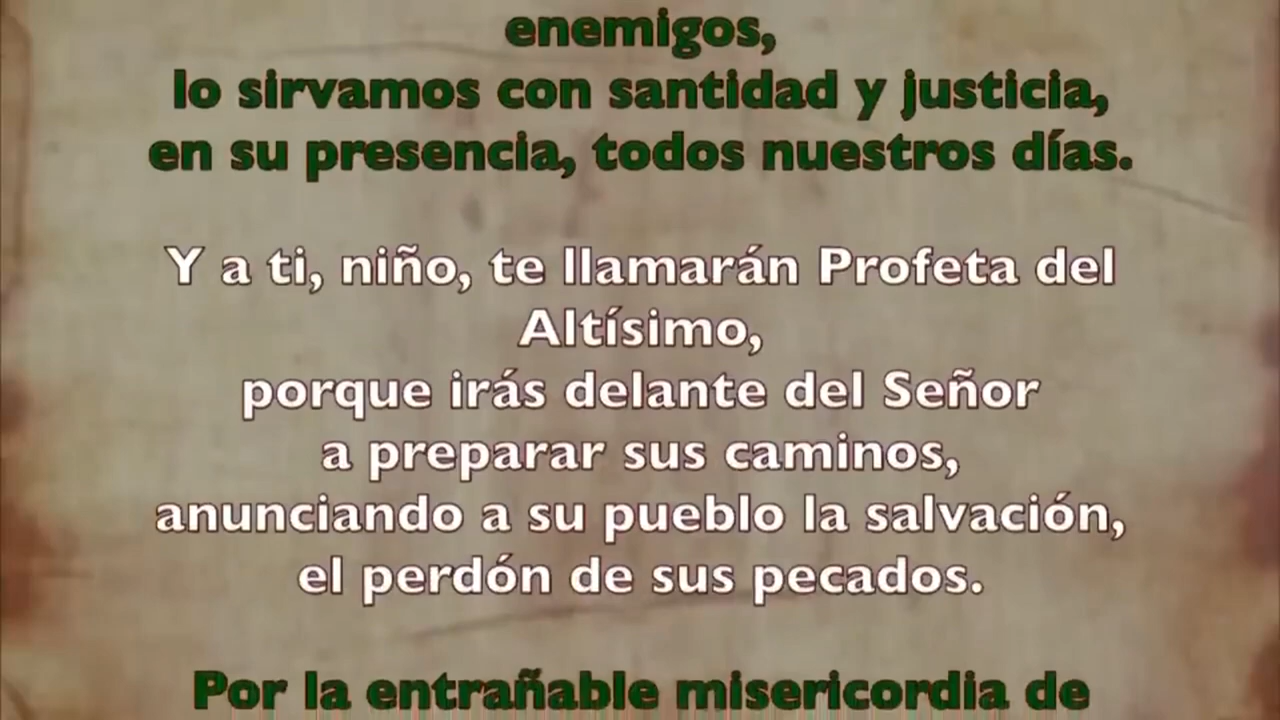 enemigos,
lo sirvamos con santidad y justicia,
en su presencia, todos nuestros días.
Y a ti, niño, te llamarán Profeta del
Altísimo,
porque irás delante del Señor
a preparar sus caminos,
anunciando a su pueblo la salvación,
el perdón de sus pecados.
Por la entrañable misericordia de